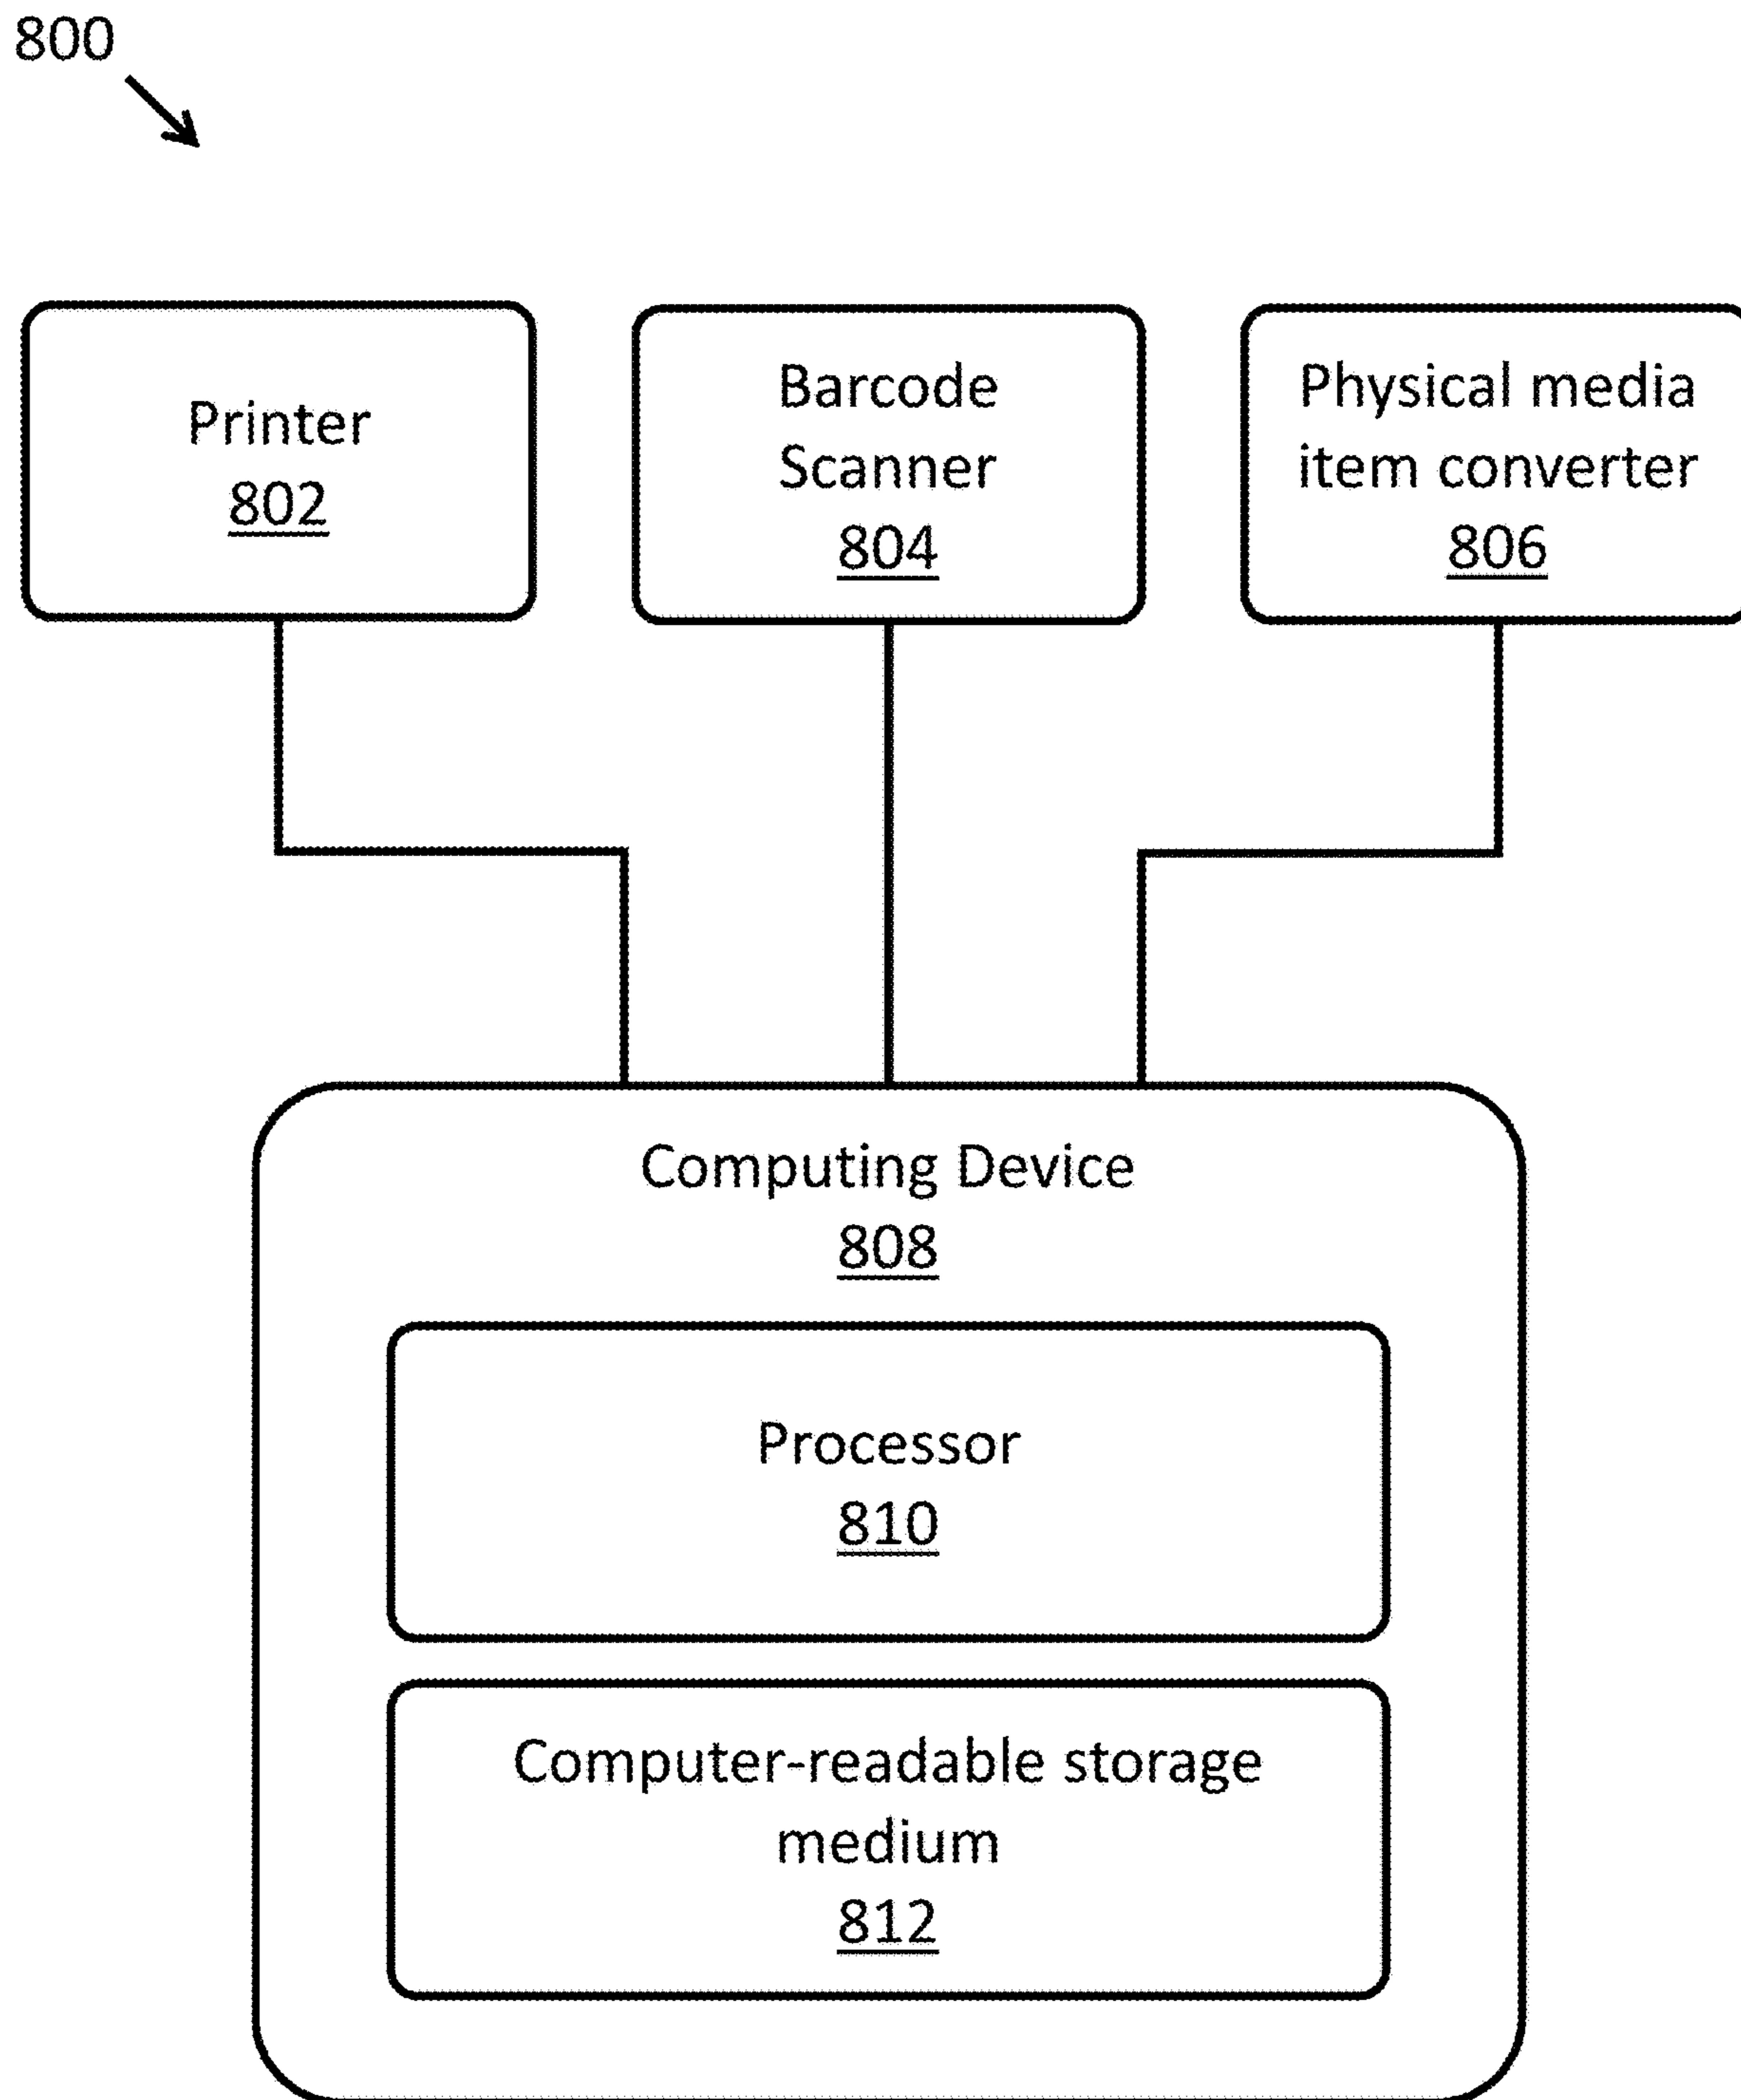 800
Printer
802
Barcode
Scanner
804
Physical media
item converter
806
Computing Device
808
Processor
810
Computer-readable storage
medium
812